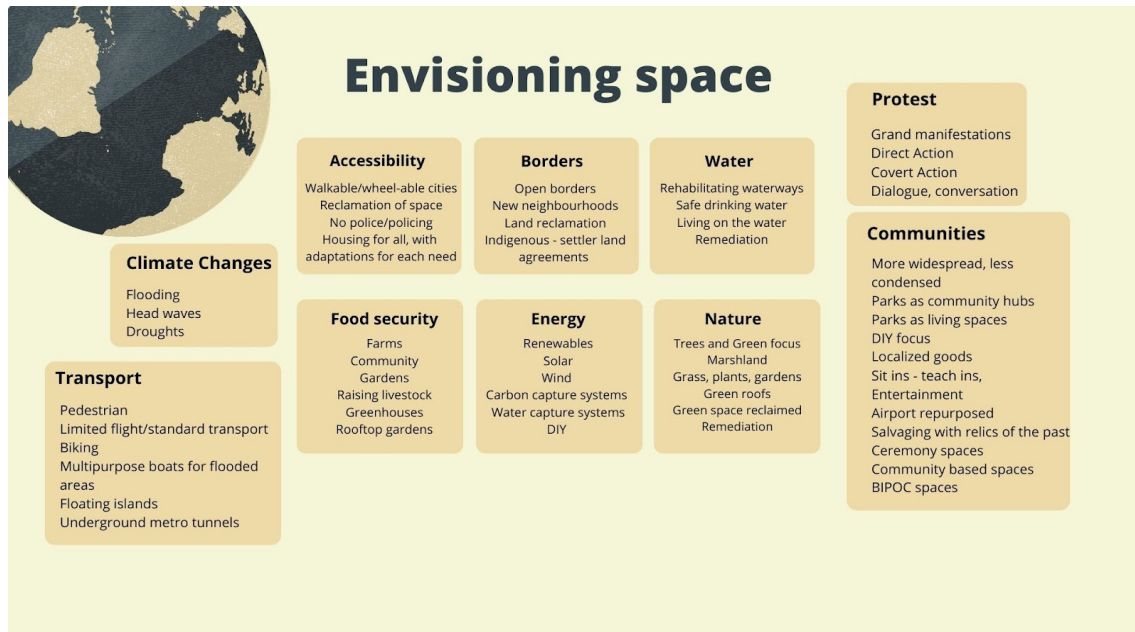 Envisioning space
Accessibility
Walkable/wheel-able cities
Reclamation of space
No police/policing
Housing for all, with
adaptations for each need
Borders
Open borders
New neighbourhoods
Land reclamation
Indigenous - settler land
agreements
Water
Rehabilitating waterways
Safe drinking water
Living on the water
Remediation
Protest
Grand manifestations
Direct Action
Covert Action
Dialogue, conversation
Climate Changes
Flooding
Head waves
Droughts
Food security
Farms
Community
Gardens
Raising livestock
Greenhouses
Rooftop gardens
Energy
Renewables
Solar
Wind
Carbon capture systems
Water capture systems
DIY
Nature
Trees and Green focus
Marshland
Grass, plants, gardens
Green roofs
Green space reclaimed
Remediation
Communities
More widespread, less
condensed
Parks as community hubs
Parks as living spaces
DIY focus
Localized goods
Sit ins - teach ins,
Entertainment
Airport repurposed
Salvaging with relics of the past
Ceremony spaces
Community based spaces
BIPOC spaces
Transport
Pedestrian
Limited flight/standard transport
Biking
Multipurpose boats for flooded
areas
Floating islands
Underground metro tunnels